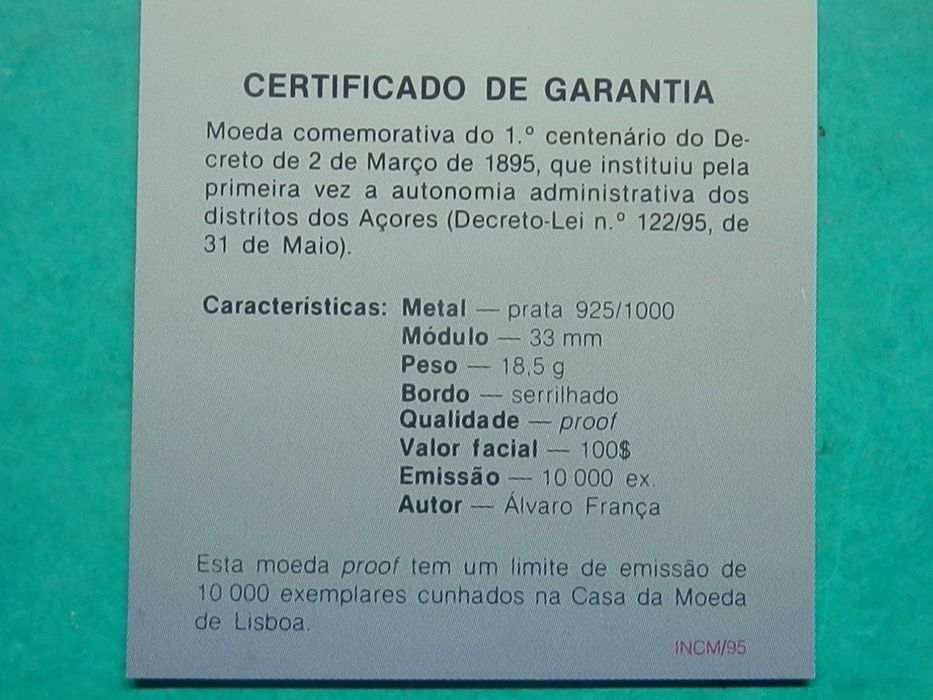 CERTIFICADO DE GARANTIA
Moeda comemorativa do 1.º centenário do De-
creto de 2 de Março de 1895, que instituiu pela
primeira vez a autonomia administrativa dos
distritos dos Açores (Decreto-Lei n.º 122/95, de
31 de Maio).
Características: Metal — prata 925/1000
Módulo — 33 mm
Peso — 18,5 g
Bordo — serrilhado
Qualidade — proof
Valor facial — 100$
Emissão — 10 000 ex.
Autor — Álvaro França
Esta moeda proof tem um limite de emissão de
10 000 exemplares cunhados na Casa da Moeda
de Lisboa.
INCM/95